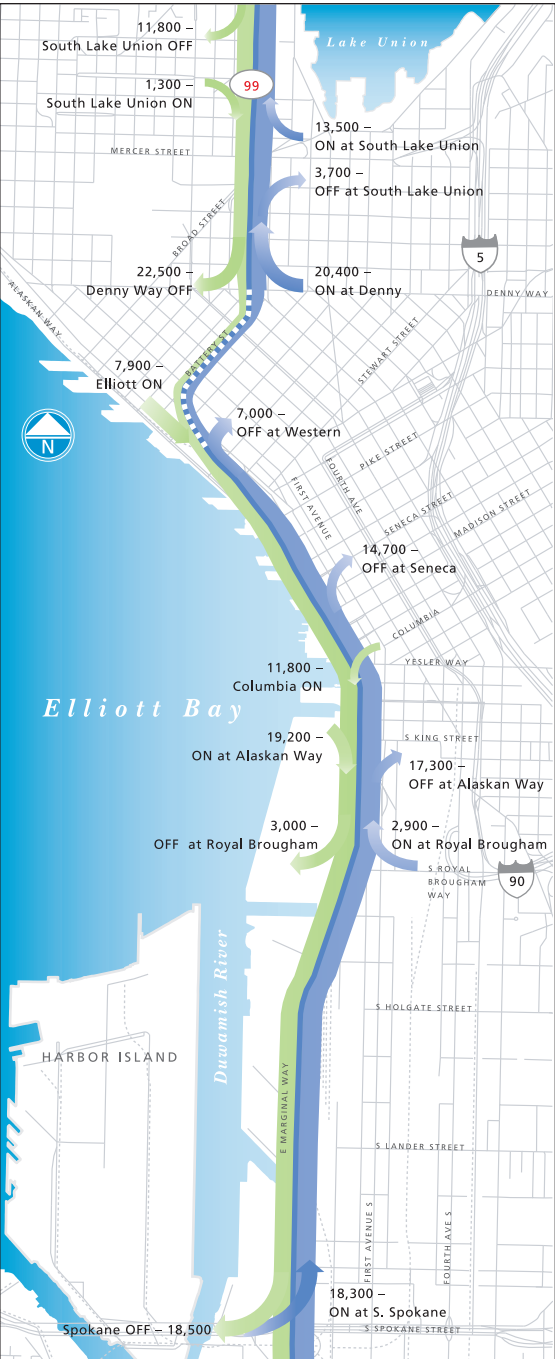 11,800 –
South Lake Union OFF
Lake Union
1,300 –
South Lake Union ON
99
13,500 –
ON at South Lake Union
MERCER STREET
3,700 –
OFF at South Lake Union
BROAD STREET
5
22,500 –
Denny Way OFF
20,400 –
ON at Denny
DENNY WAY
ALASKAN WAY
BATTERY ST
STEWART STREET
7,900 –
Elliott ON
N
7,000 –
OFF at Western
PIKE STREET
FOURTH AVE
FIRST AVENUE
SENECA STREET
MADISON STREET
14,700 –
OFF at Seneca
COLUMBIA
YESLER WAY
11,800 –
Columbia ON
Elliott Bay
19,200 –
ON at Alaskan Way
S KING STREET
17,300 –
OFF at Alaskan Way
3,000 –
OFF at Royal Brougham
2,900 –
ON at Royal Brougham
S ROYAL
BROUGHAM
WAY
90
Duwamish River
S HOLGATE STREET
HARBOR ISLAND
E MARGINAL WAY
S LANDER STREET
FIRST AVENUE S
FOURTH AVE S
18,300 –
ON at S. Spokane
Spokane OFF – 18,500
S SPOKANE STREET